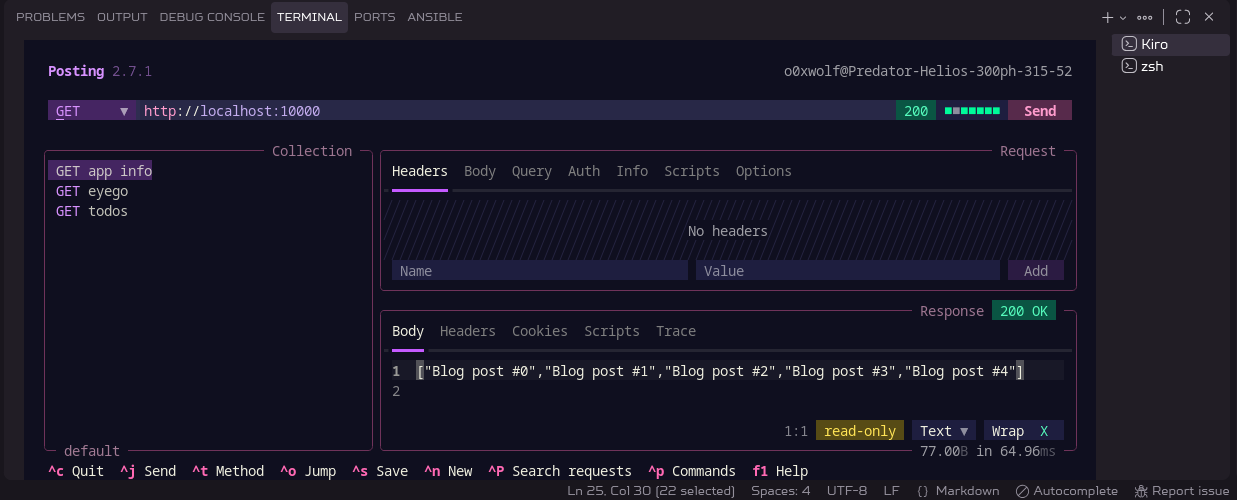 PROBLEMS OUTPUT DEBUG CONSOLE TERMINAL PORTS ANSIBLE
Kiro
zsh
Posting 2.7.1 o0xwolf@Predator-Helios-300ph-315-52
GET ▼ http://localhost:10000 200 Send
Collection
GET app info
GET eyego
GET todos
default
Request
Headers Body Query Auth Info Scripts Options
No headers
Name Value Add
Response 200 OK
Body Headers Cookies Scripts Trace
1 ["Blog post #0","Blog post #1","Blog post #2","Blog post #3","Blog post #4"]
2
1:1 read-only Text ▼ Wrap X
77.00B in 64.96ms
^c Quit ^j Send ^t Method ^o Jump ^s Save ^n New ^P Search requests ^p Commands f1 Help
Ln 25, Col 30 (22 selected) Spaces: 4 UTF-8 LF {} Markdown Autocomplete Report issue